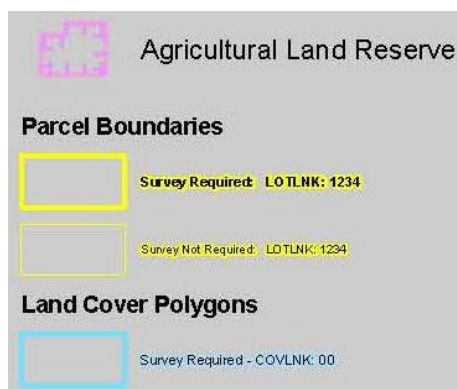 Agricultural Land Reserve
Parcel Boundaries
Survey Required: LOTLNK: 1234
Survey Not Required: LOTLNK: 1234
Land Cover Polygons
Survey Required - COVLNK: 00